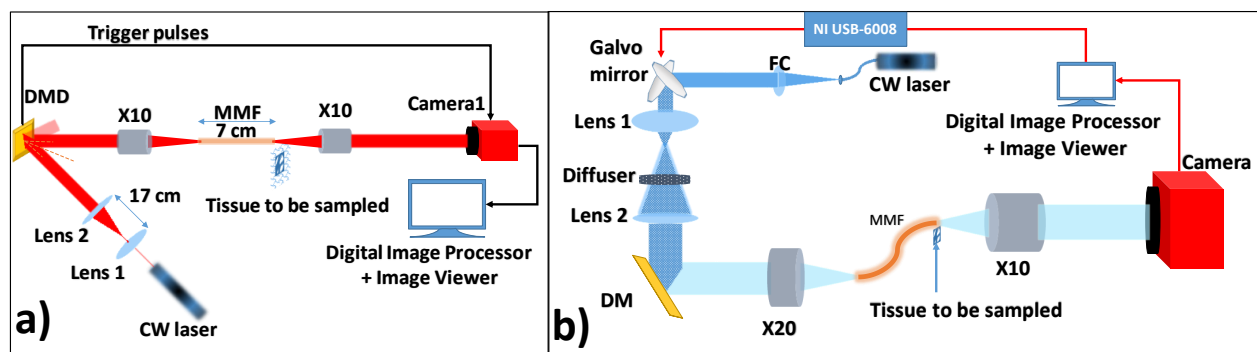 Trigger pulses
DMD
X10
MMF
7 cm
X10
Camera1
17 cm
Tissue to be sampled
Lens 2
Lens 1
Digital Image Processor
+ Image Viewer
CW laser
a)
NI USB-6008
Galvo
mirror
FC
CW laser
Lens 1
Digital Image Processor
+ Image Viewer
Camera
Diffuser
Lens 2
MMF
DM
X20
X10
Tissue to be sampled
b)